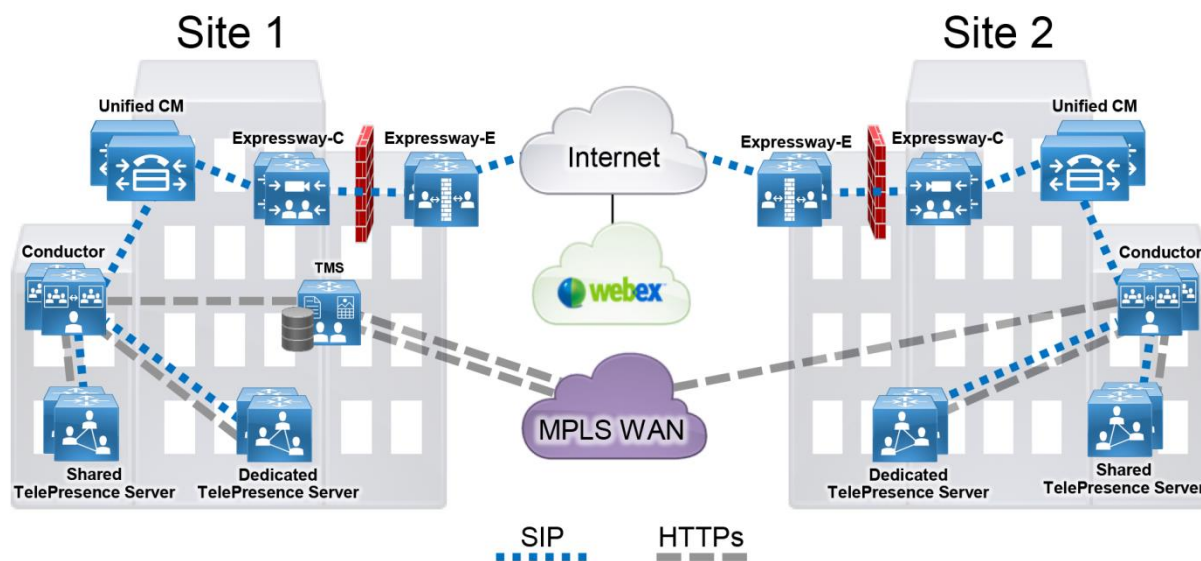 Site 1
Site 2
Unified CM
Unified CM
Expressway-C
Expressway-E
Internet
Expressway-E
Expressway-C
Conductor
TMS
webex
Conductor
MPLS WAN
Shared
TelePresence Server
Dedicated
TelePresence Server
Dedicated
TelePresence Server
Shared
TelePresence Server
SIP
HTTPs